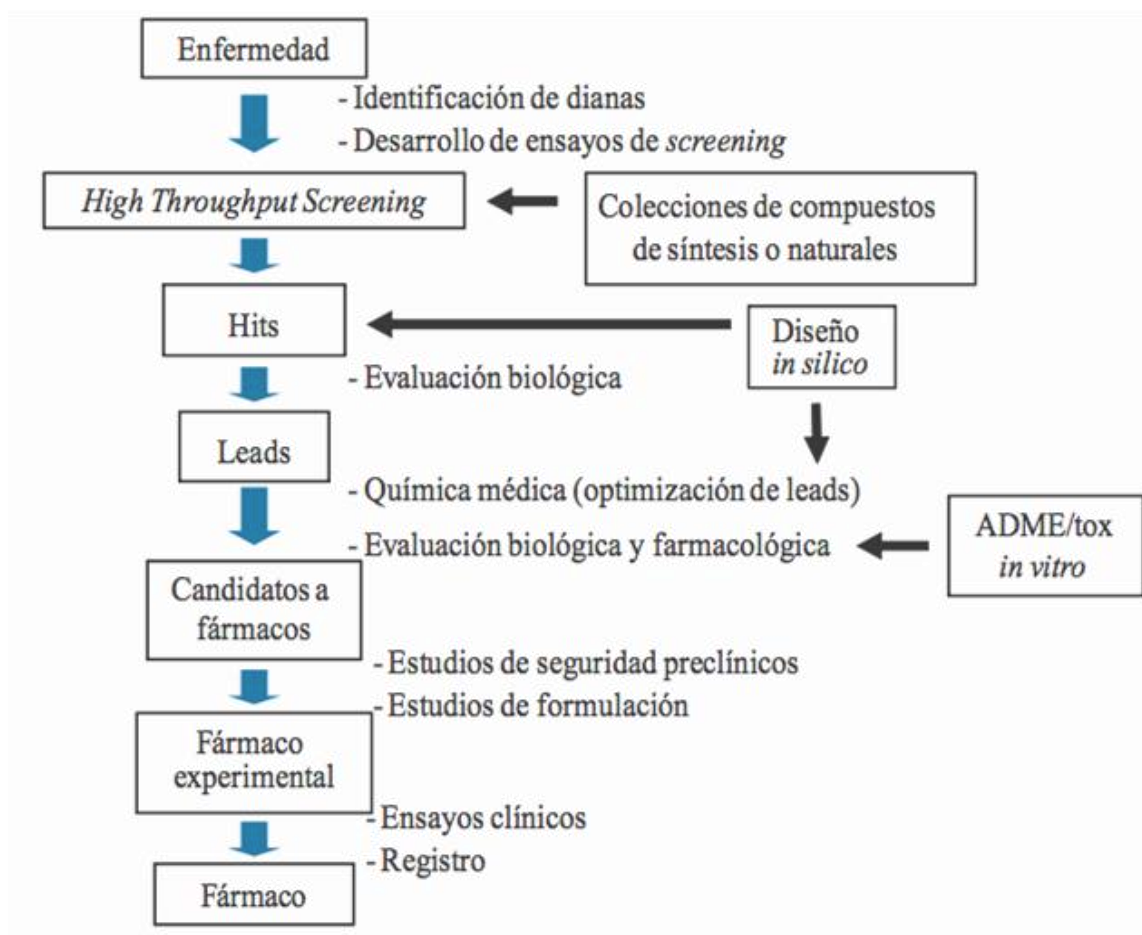 Enfermedad
- Identificación de dianas
- Desarrollo de ensayos de screening
High Throughput Screening
Colecciones de compuestos
de síntesis o naturales
Hits
Diseño
in silico
- Evaluación biológica
Leads
- Química médica (optimización de leads)
- Evaluación biológica y farmacológica
ADME/tox
in vitro
Candidatos a
fármacos
- Estudios de seguridad preclínicos
- Estudios de formulación
Fármaco
experimental
- Ensayos clínicos
- Registro
Fármaco